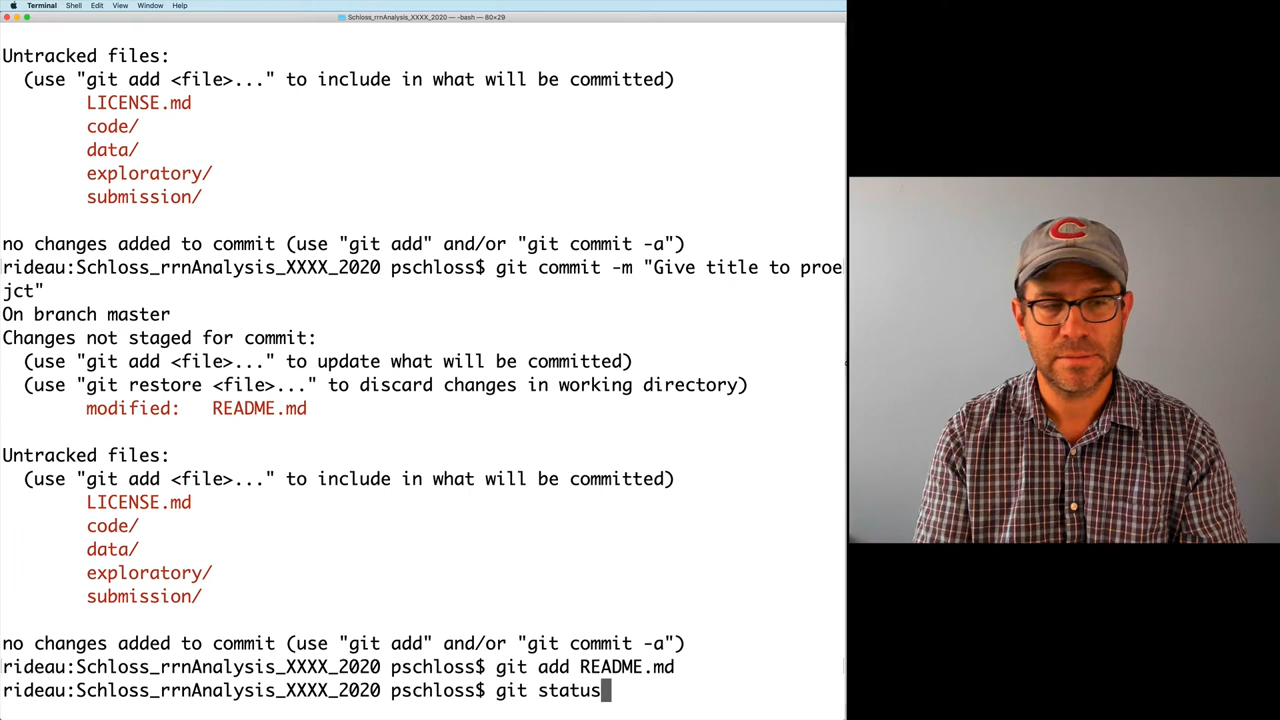 Terminal Shell Edit View Window Help
Schloss_rrnAnalysis_XXXX_2020 — -bash — 80×29
Untracked files:
(use "git add <file>..." to include in what will be committed)
LICENSE.md
code/
data/
exploratory/
submission/
no changes added to commit (use "git add" and/or "git commit -a")
rideau:Schloss_rrnAnalysis_XXXX_2020 pschloss$ git commit -m "Give title to proe
jct"
On branch master
Changes not staged for commit:
(use "git add <file>..." to update what will be committed)
(use "git restore <file>..." to discard changes in working directory)
modified: README.md
Untracked files:
(use "git add <file>..." to include in what will be committed)
LICENSE.md
code/
data/
exploratory/
submission/
no changes added to commit (use "git add" and/or "git commit -a")
rideau:Schloss_rrnAnalysis_XXXX_2020 pschloss$ git add README.md
rideau:Schloss_rrnAnalysis_XXXX_2020 pschloss$ git status
C